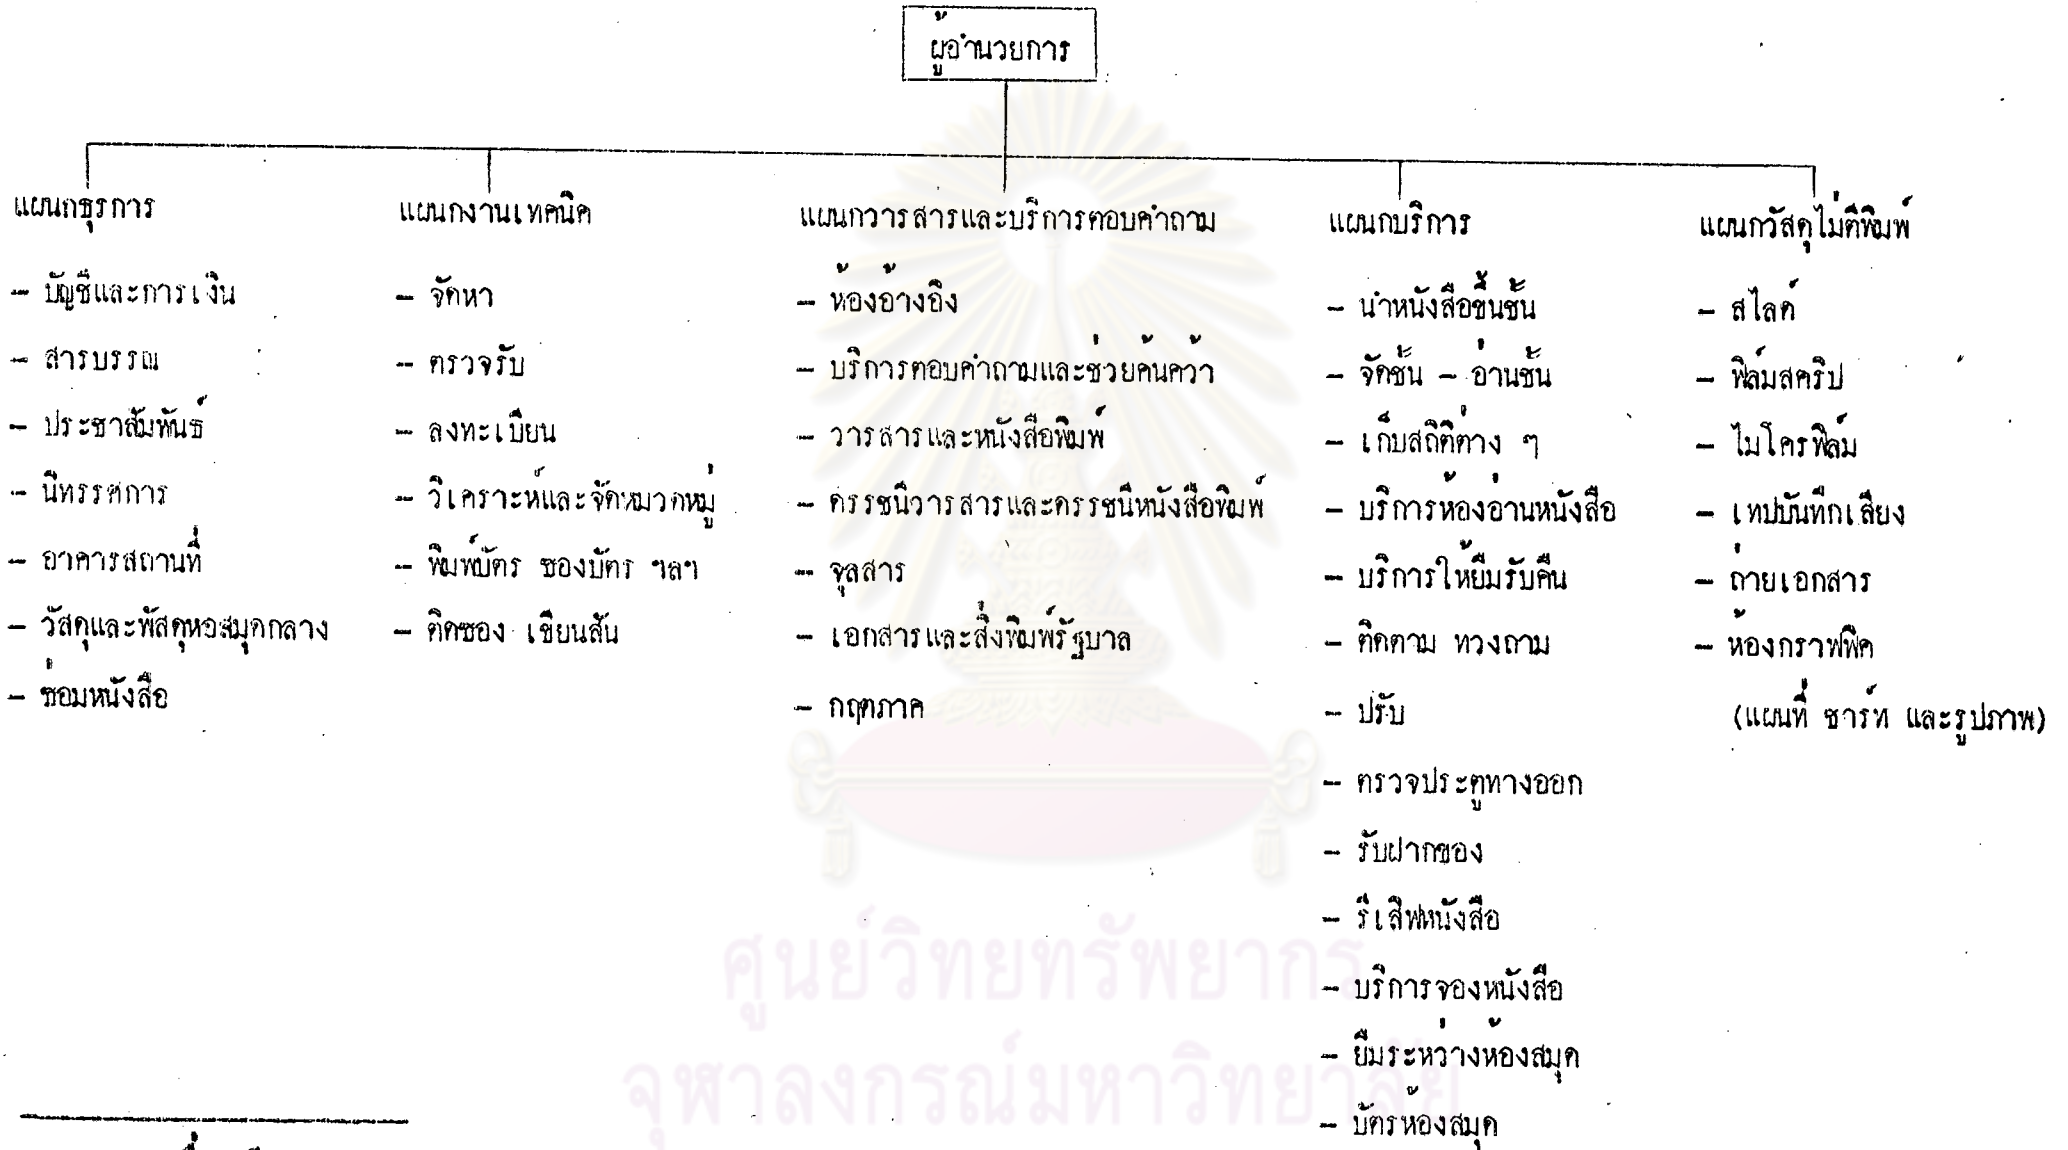 ผู้อำนวยการ
แผนกธุรการ
- บัญชีและการเงิน
- สารบรรณ
- ประชาสัมพันธ์
- นิทรรศการ
- อาคารสถานที่
- วัสดุและพัสดุหอสมุดกลาง
- ซ่อมหนังสือ
แผนกงานเทคนิค
- จัดหา
- ตรวจรับ
- ลงทะเบียน
- วิเคราะห์และจัดหมวดหมู่
- พิมพ์บัตร ซองบัตร ฯลฯ
- ติดซอง เขียนสัน
แผนกวารสารและบริการตอบคำถาม
- ห้องอ้างอิง
- บริการตอบคำถามและช่วยค้นคว้า
- วารสารและหนังสือพิมพ์
- ดรรชนีวารสารและดรรชนีหนังสือพิมพ์
- จุลสาร
- เอกสารและสิ่งพิมพ์รัฐบาล
- กฤตภาค
แผนกบริการ
- นำหนังสือขึ้นชั้น
- จัดชั้น - อ่านชั้น
- เก็บสถิติต่าง ๆ
- บริการห้องอ่านหนังสือ
- บริการให้ยืมรับคืน
- ติดตาม ทวงถาม
- ปรับ
- ตรวจประตูทางออก
- รับฝากของ
- รีเสิฟหนังสือ
- บริการจองหนังสือ
- ยืมระหว่างห้องสมุด
- บัตรห้องสมุด
แผนกวัสดุไม่ตีพิมพ์
- สไลด์
- ฟิล์มสตริป
- ไมโครฟิล์ม
- เทปบันทึกเสียง
- ถ่ายเอกสาร
- ห้องกราฟฟิค
(แผนที่ ชาร์ท และรูปภาพ)
ศูนย์วิทยทรัพยากร
จุฬาลงกรณ์มหาวิทยาลัย